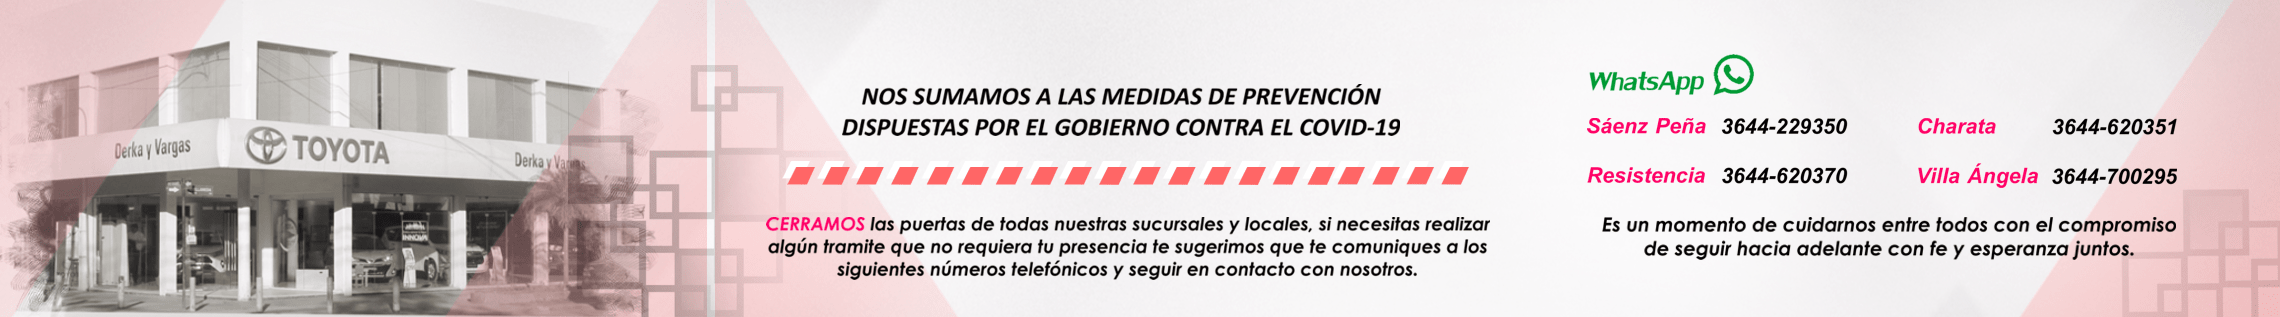 Derka y Vargas
TOYOTA
Derka y Vargas
INNOVA
NOS SUMAMOS A LAS MEDIDAS DE PREVENCIÓN
DISPUESTAS POR EL GOBIERNO CONTRA EL COVID-19
CERRAMOS las puertas de todas nuestras sucursales y locales, si necesitas realizar
algún tramite que no requiera tu presencia te sugerimos que te comuniques a los
siguientes números telefónicos y seguir en contacto con nosotros.
WhatsApp
Sáenz Peña 3644-229350 Charata 3644-620351
Resistencia 3644-620370 Villa Ángela 3644-700295
Es un momento de cuidarnos entre todos con el compromiso
de seguir hacia adelante con fe y esperanza juntos.